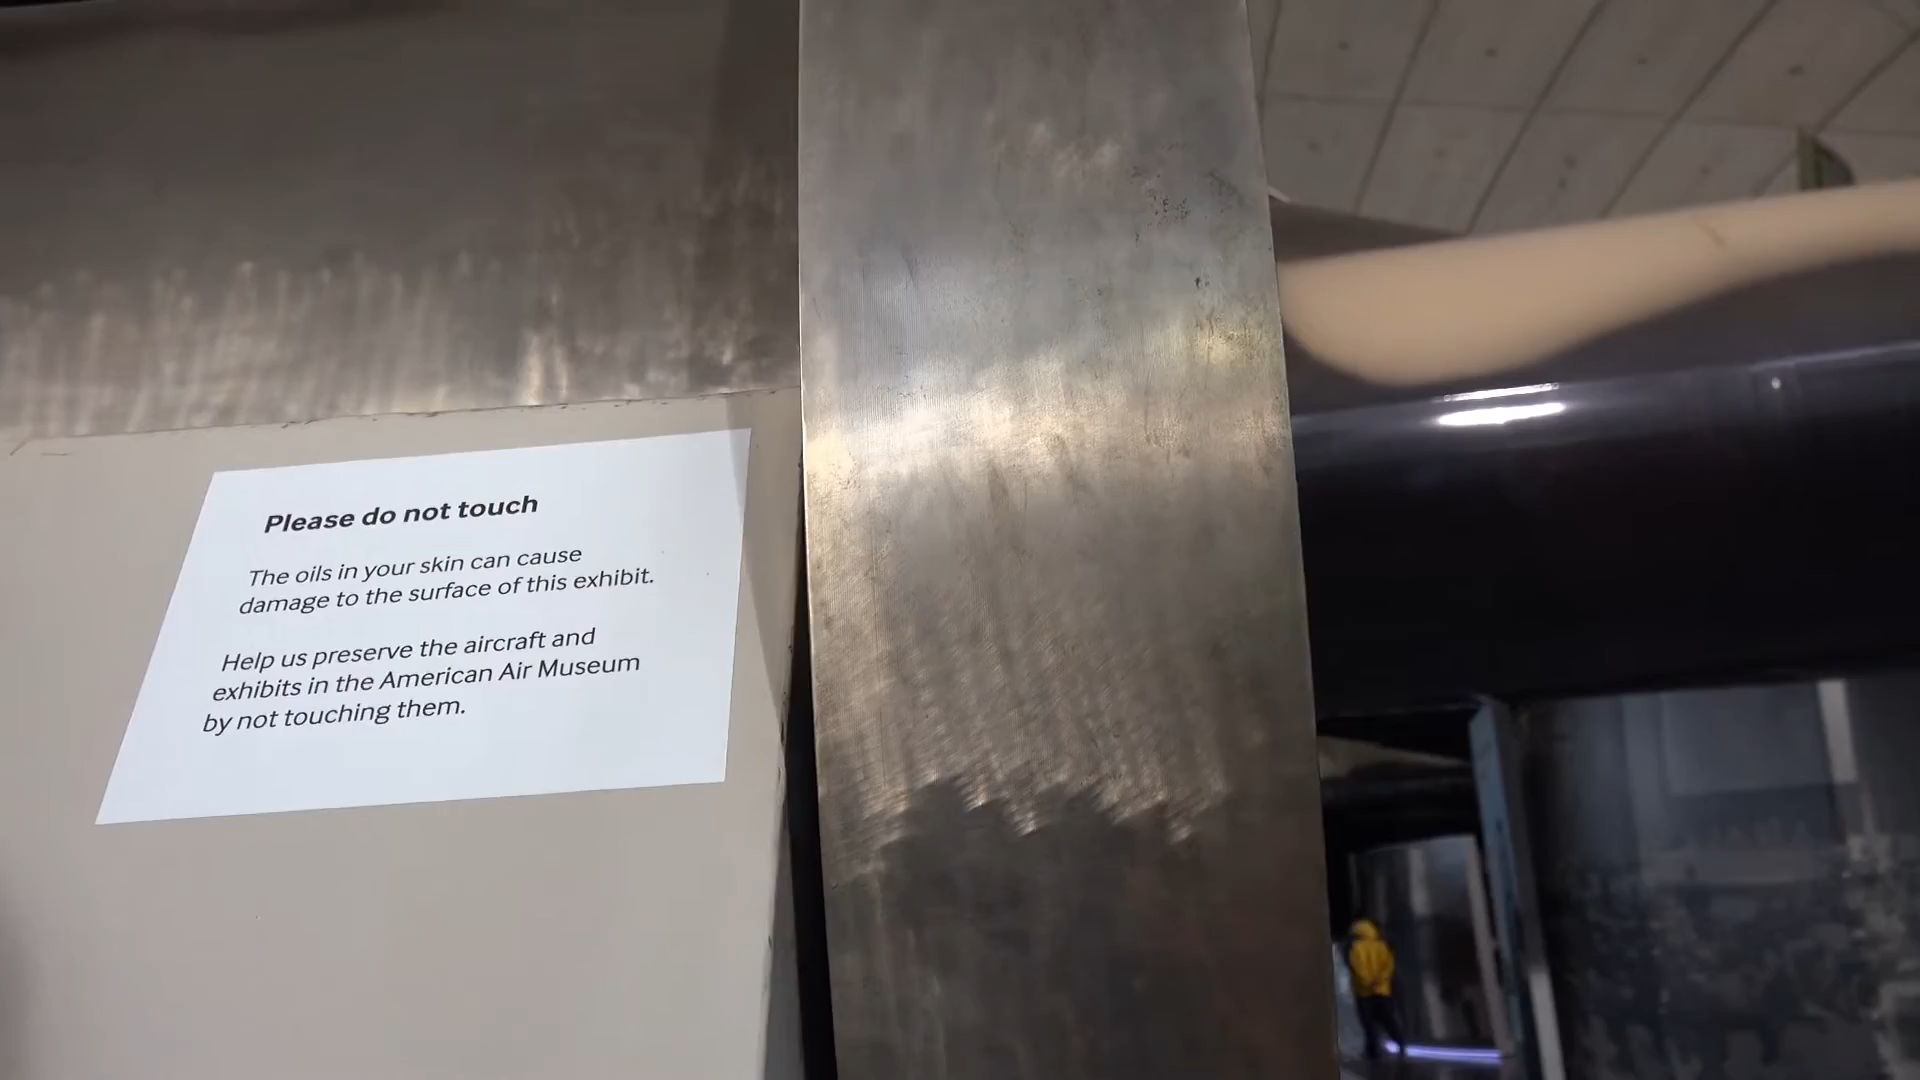 Please do not touch
The oils in your skin can cause
damage to the surface of this exhibit.
Help us preserve the aircraft and
exhibits in the American Air Museum
by not touching them.